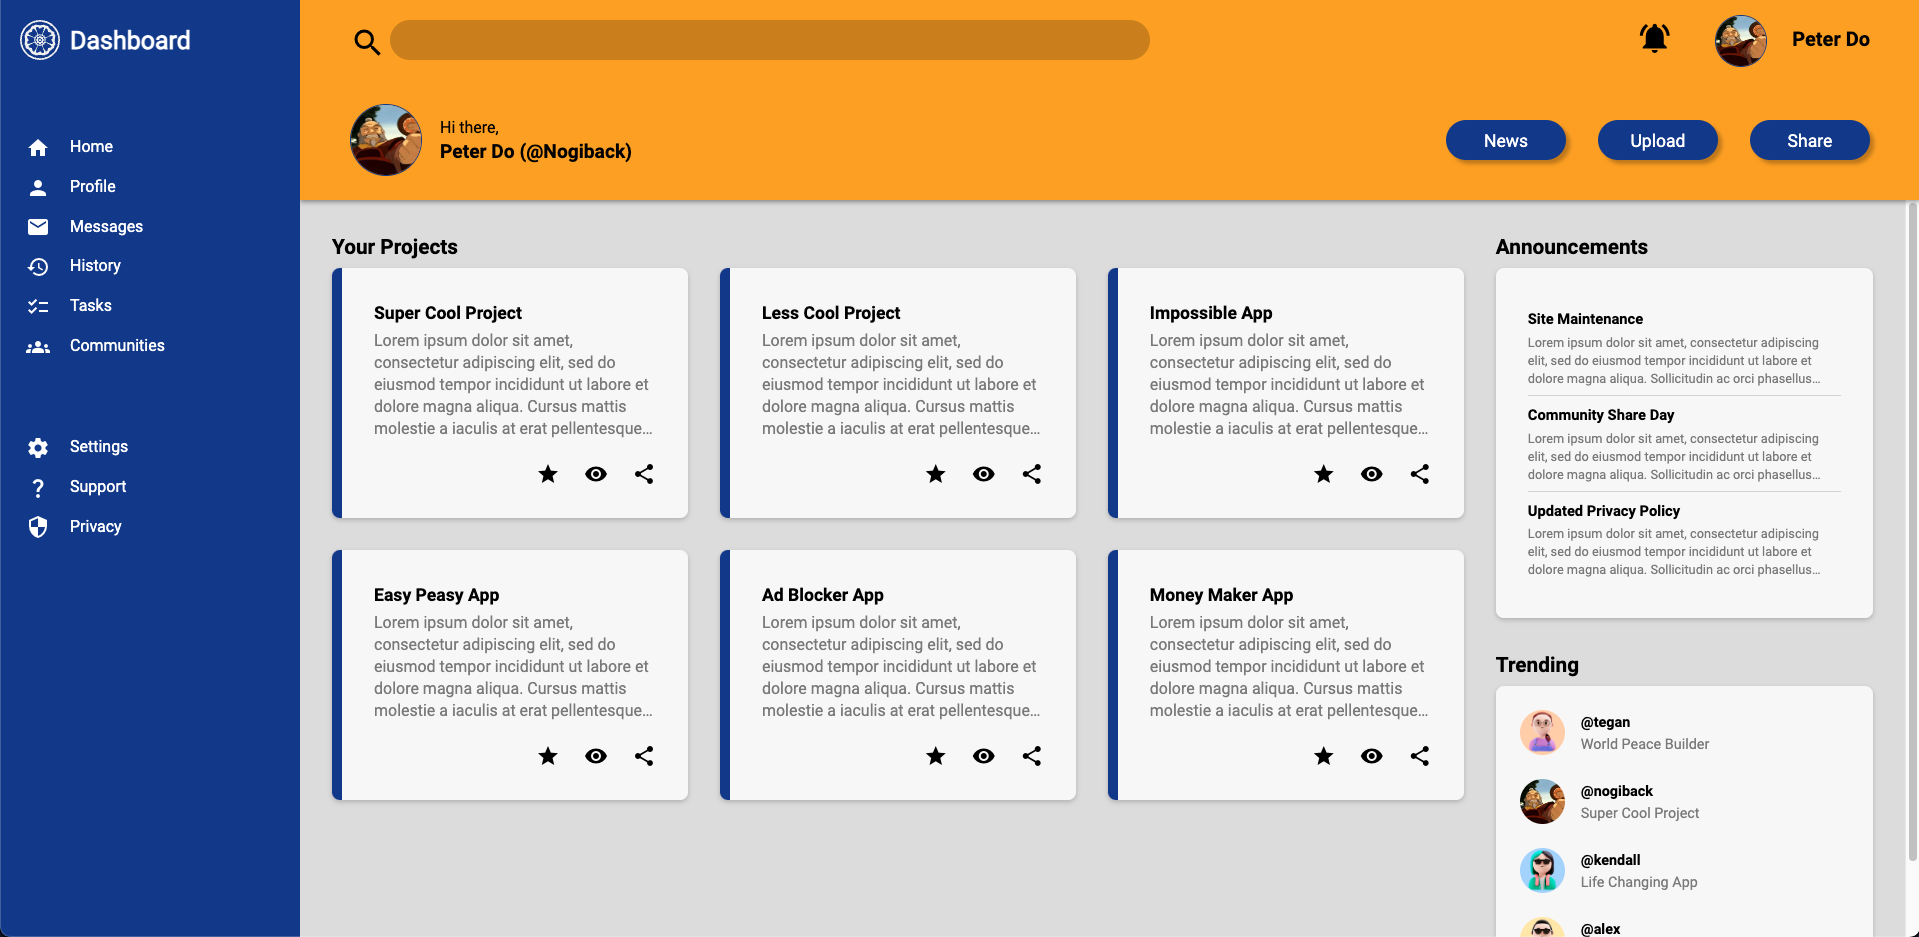 Dashboard
Home
Profile
Messages
History
Tasks
Communities
Settings
Support
Privacy
Peter Do
Hi there,
Peter Do (@Nogiback)
News
Upload
Share
Your Projects
Super Cool Project
Lorem ipsum dolor sit amet,
consectetur adipiscing elit, sed do
eiusmod tempor incididunt ut labore et
dolore magna aliqua. Cursus mattis
molestie a iaculis at erat pellentesque...
Less Cool Project
Lorem ipsum dolor sit amet,
consectetur adipiscing elit, sed do
eiusmod tempor incididunt ut labore et
dolore magna aliqua. Cursus mattis
molestie a iaculis at erat pellentesque...
Impossible App
Lorem ipsum dolor sit amet,
consectetur adipiscing elit, sed do
eiusmod tempor incididunt ut labore et
dolore magna aliqua. Cursus mattis
molestie a iaculis at erat pellentesque...
Easy Peasy App
Lorem ipsum dolor sit amet,
consectetur adipiscing elit, sed do
eiusmod tempor incididunt ut labore et
dolore magna aliqua. Cursus mattis
molestie a iaculis at erat pellentesque...
Ad Blocker App
Lorem ipsum dolor sit amet,
consectetur adipiscing elit, sed do
eiusmod tempor incididunt ut labore et
dolore magna aliqua. Cursus mattis
molestie a iaculis at erat pellentesque...
Money Maker App
Lorem ipsum dolor sit amet,
consectetur adipiscing elit, sed do
eiusmod tempor incididunt ut labore et
dolore magna aliqua. Cursus mattis
molestie a iaculis at erat pellentesque...
Announcements
Site Maintenance
Lorem ipsum dolor sit amet, consectetur adipiscing
elit, sed do eiusmod tempor incididunt ut labore et
dolore magna aliqua. Sollicitudin ac orci phasellus...
Community Share Day
Lorem ipsum dolor sit amet, consectetur adipiscing
elit, sed do eiusmod tempor incididunt ut labore et
dolore magna aliqua. Sollicitudin ac orci phasellus...
Updated Privacy Policy
Lorem ipsum dolor sit amet, consectetur adipiscing
elit, sed do eiusmod tempor incididunt ut labore et
dolore magna aliqua. Sollicitudin ac orci phasellus...
Trending
@tegan
World Peace Builder
@nogiback
Super Cool Project
@kendall
Life Changing App
@alex